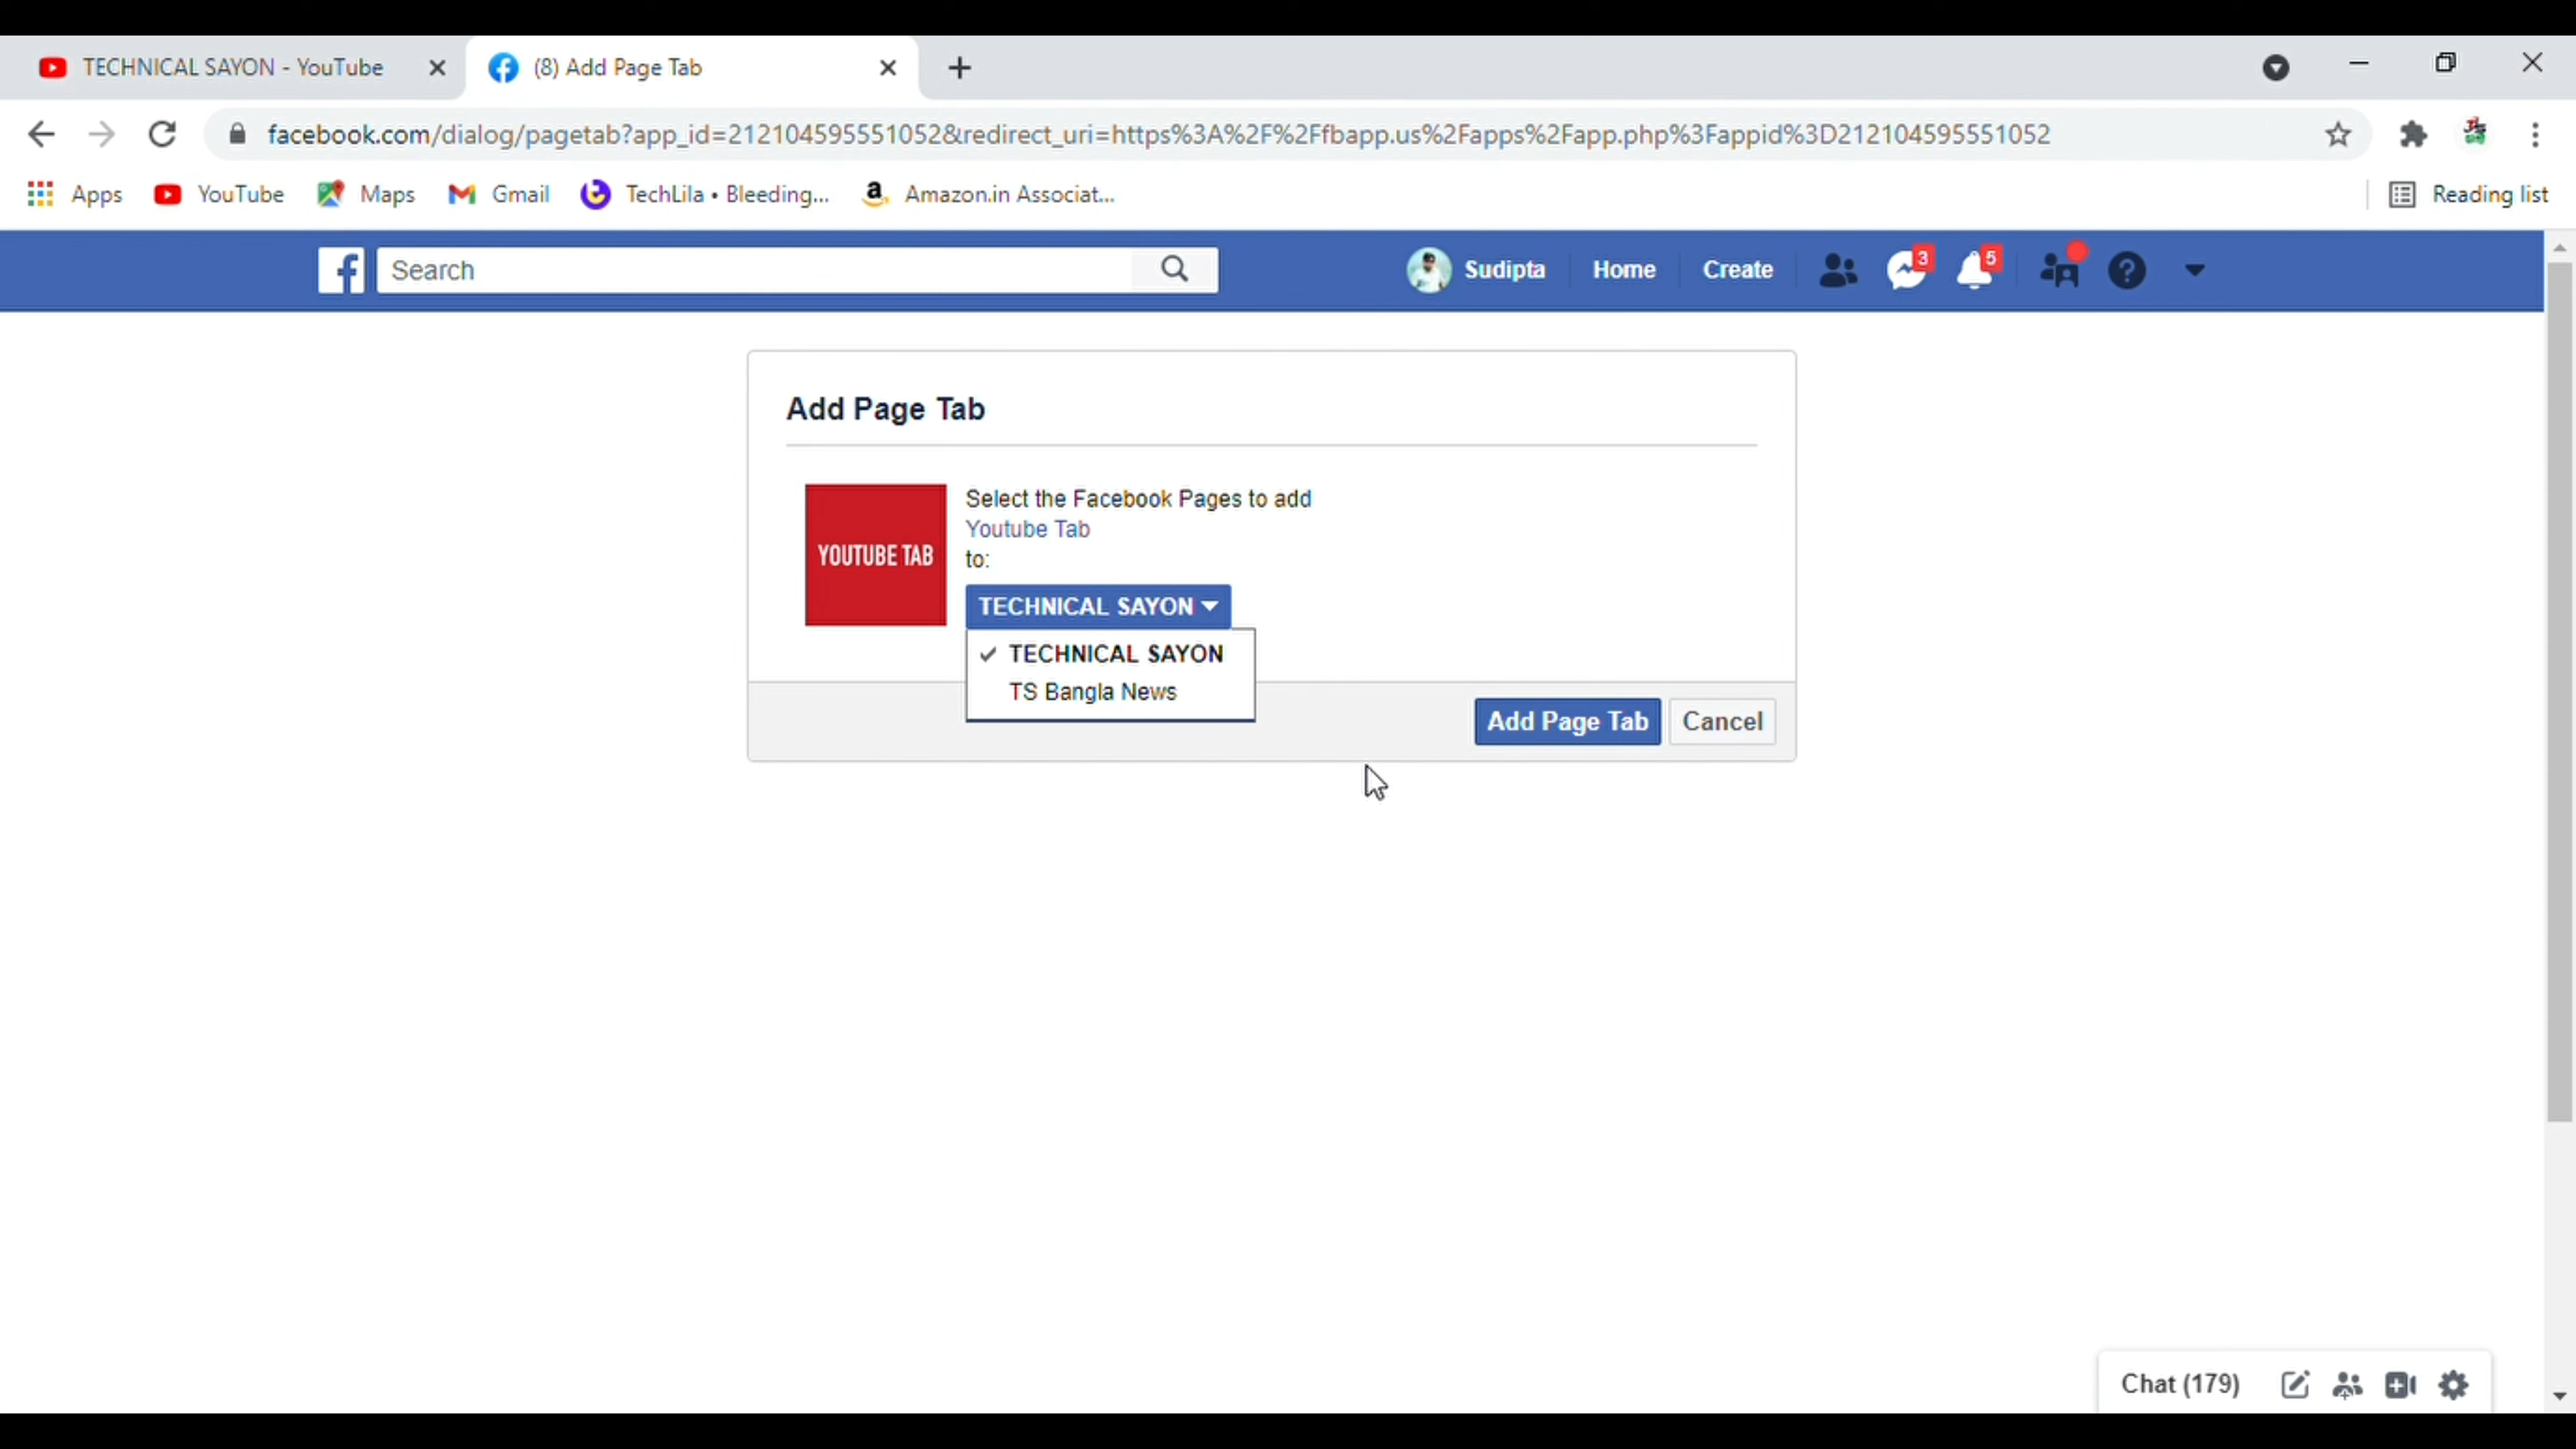 TECHNICAL SAYON - YouTube (8) Add Page Tab
facebook.com/dialog/pagetab?app_id=212104595551052&redirect_uri=https%3A%2F%2Ffbapp.us%2Fapps%2Fapp.php%3Fappid%3D212104595551052
Apps YouTube Maps Gmail TechLila • Bleeding... Amazon.in Associat... Reading list
Search Sudipta Home Create 3 5
Add Page Tab
YOUTUBE TAB
Select the Facebook Pages to add
Youtube Tab
to:
TECHNICAL SAYON
TECHNICAL SAYON
TS Bangla News
Add Page Tab Cancel
Chat (179)